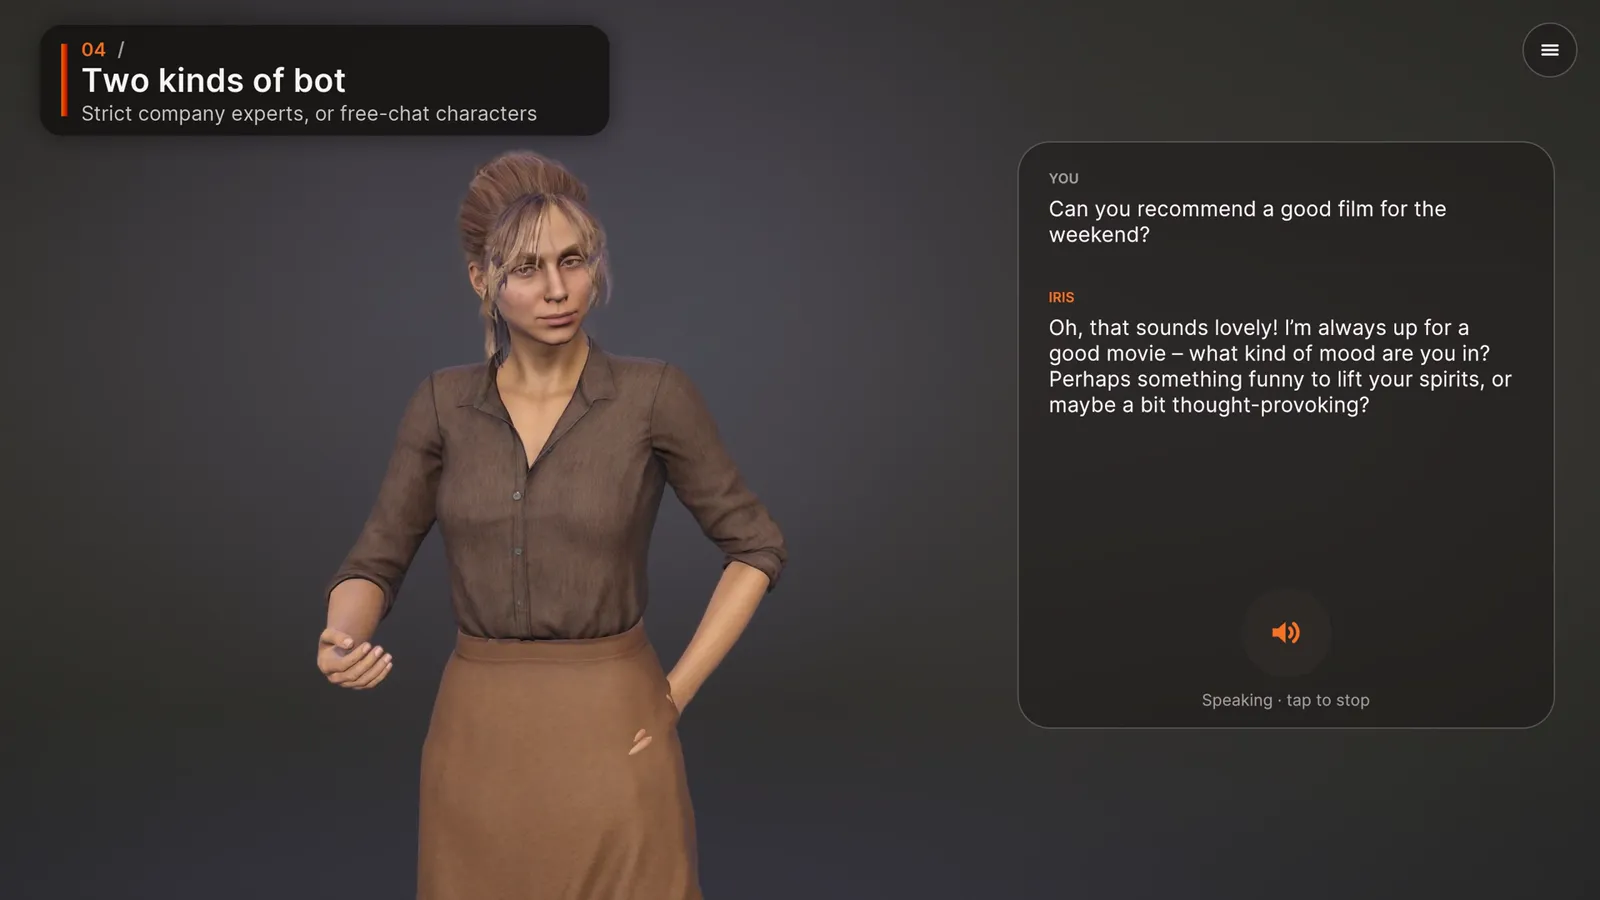 04 /
Two kinds of bot
Strict company experts, or free-chat characters
YOU
Can you recommend a good film for the
weekend?
IRIS
Oh, that sounds lovely! I’m always up for a
good movie – what kind of mood are you in?
Perhaps something funny to lift your spirits, or
maybe a bit thought-provoking?
Speaking · tap to stop